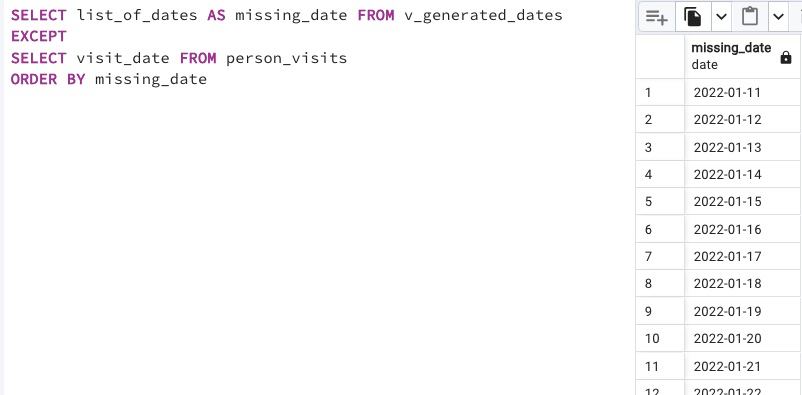 SELECT list_of_dates AS missing_date FROM v_generated_dates
EXCEPT
SELECT visit_date FROM person_visits
ORDER BY missing_date
missing_date
date
1 2022-01-11
2 2022-01-12
3 2022-01-13
4 2022-01-14
5 2022-01-15
6 2022-01-16
7 2022-01-17
8 2022-01-18
9 2022-01-19
10 2022-01-20
11 2022-01-21
12 2022-01-22